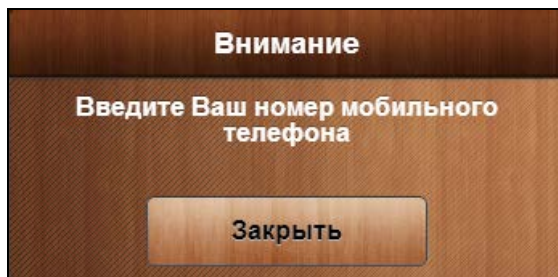 Внимание
Введите Ваш номер мобильного
телефона
Закрыть